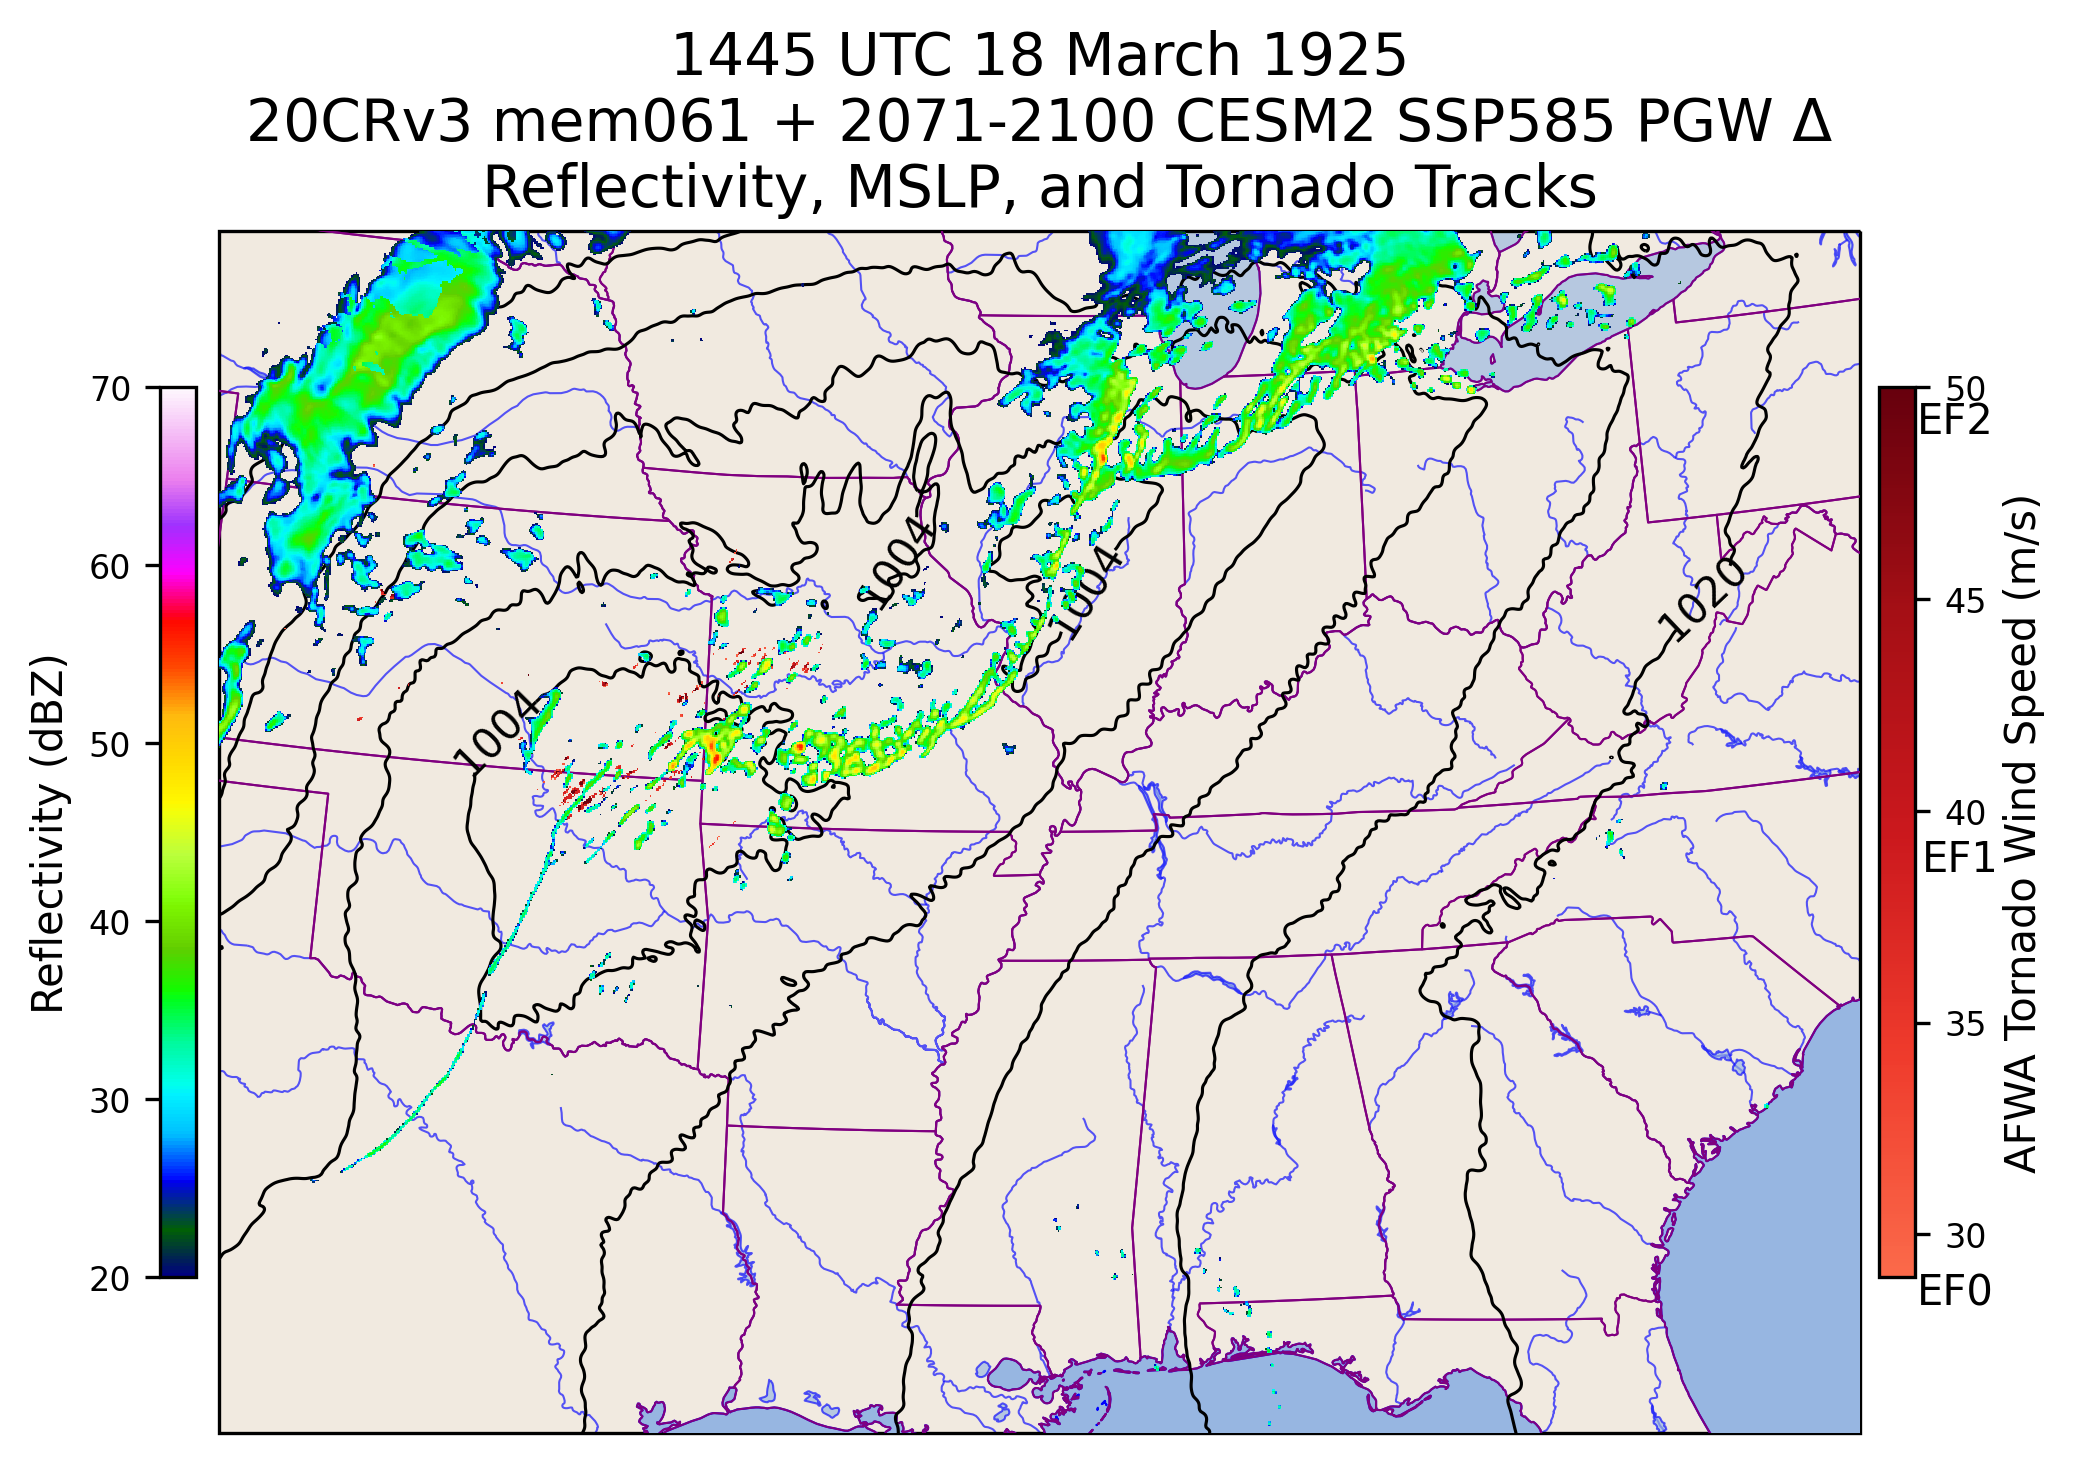 1445 UTC 18 March 1925
20CRv3 mem061 + 2071-2100 CESM2 SSP585 PGW Δ
Reflectivity, MSLP, and Tornado Tracks
70
60
50
40
30
20
Reflectivity (dBZ)
1004
1004
1004
1020
50
EF2
45
40
EF1
35
30
EF0
AFWA Tornado Wind Speed (m/s)